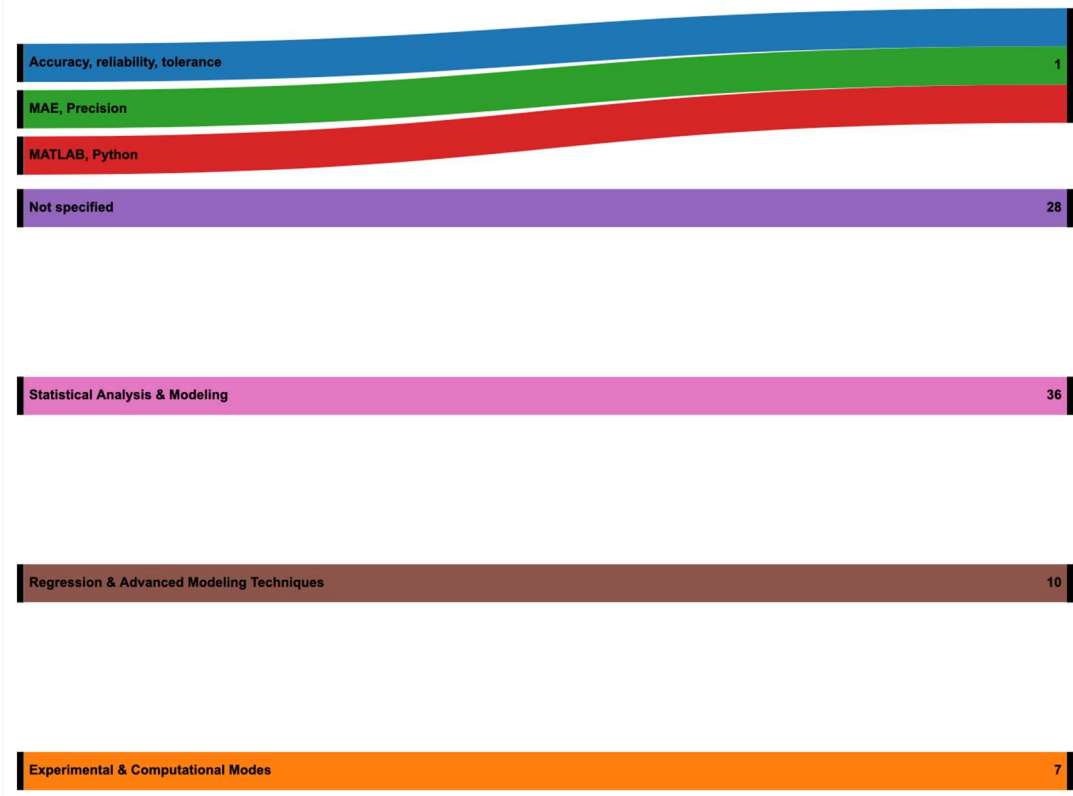 Accuracy, reliability, tolerance
1
MAE, Precision
MATLAB, Python
Not specified 28
Statistical Analysis & Modeling 36
Regression & Advanced Modeling Techniques 10
Experimental & Computational Modes 7